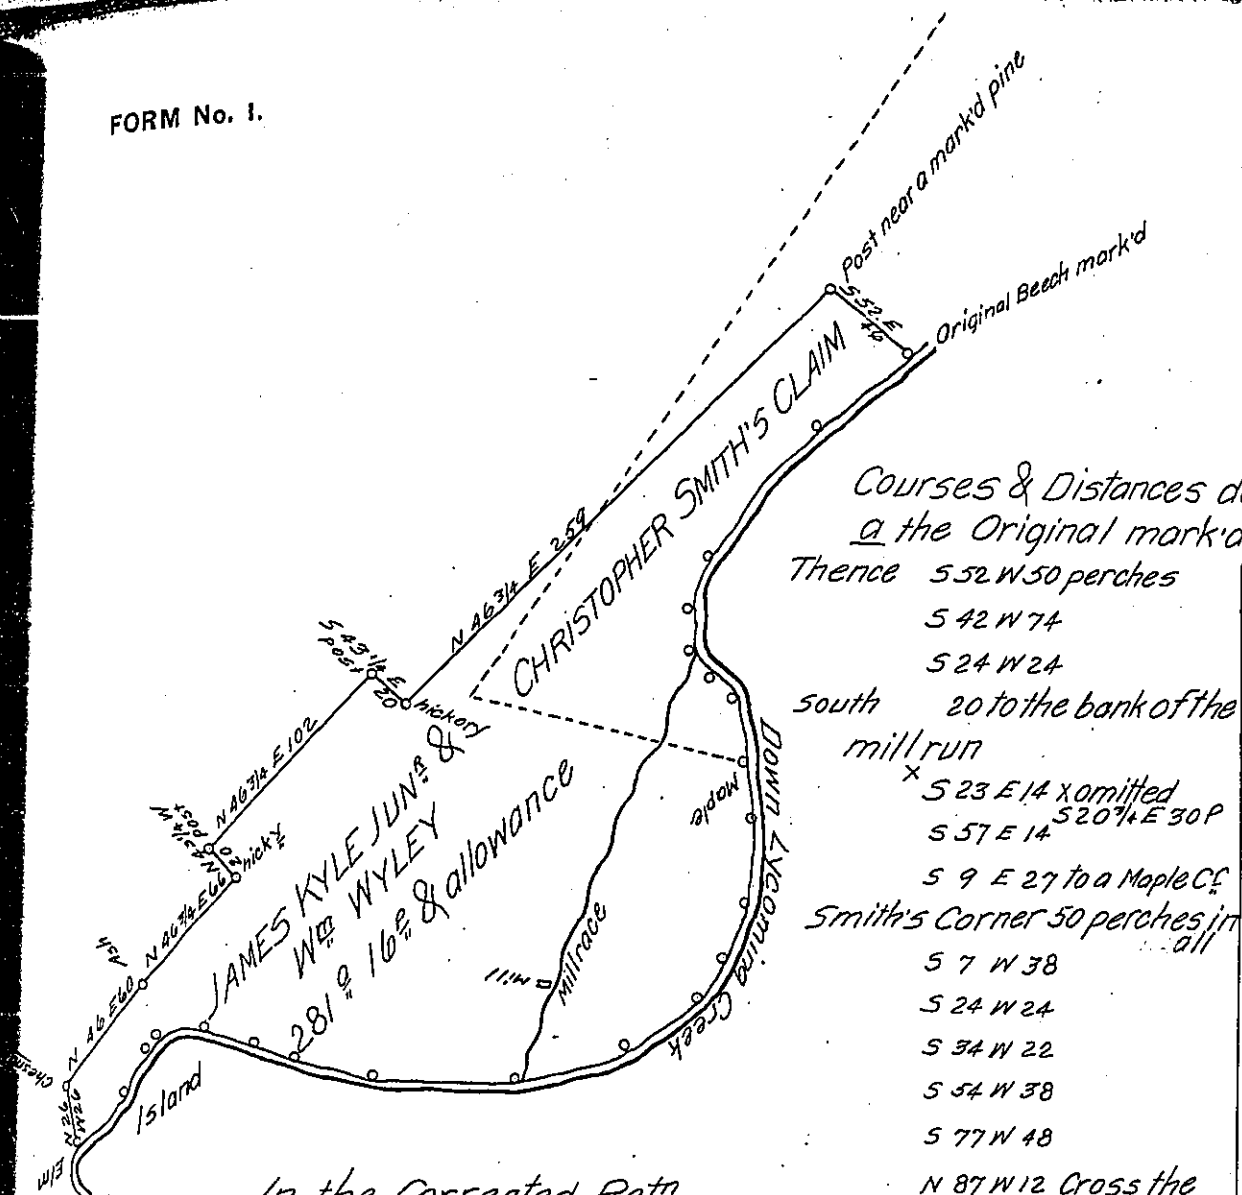 FORM No. 1.
Post near a mark'd pine
S 52 E
Original Beech mark'd
CHRISTOPHER SMITH'S CLAIM
N 46 3/4 E 259
S 43 1/4 E
post
20
hickory
N 46 3/4 E 102
N 43 1/4 W
post
20
hick'y
N 46 3/4 E 66
Ash
N 46 E 60
N 26 W 26
Elm
Island
JAMES KYLE JUNR &
Wm WYLEY
281 a 16 p & allowance
Mill
Millrace
Maple
Down Lycoming Creek
Courses & Distances
a the Original mark'd
Thence S 52 W 50 perches
S 42 W 74
S 24 W 24
south 20 to the bank of the
mill run
x
S 23 E 14 x omitted
S 20 3/4 E 30 P
S 57 E 14
S 9 E 27 to a Maple Cr
Smith's Corner 50 perches in
all
S 7 W 38
S 24 W 24
S 34 W 22
S 54 W 38
S 77 W 48
N 87 W 12 Cross the
In the Corrected Path